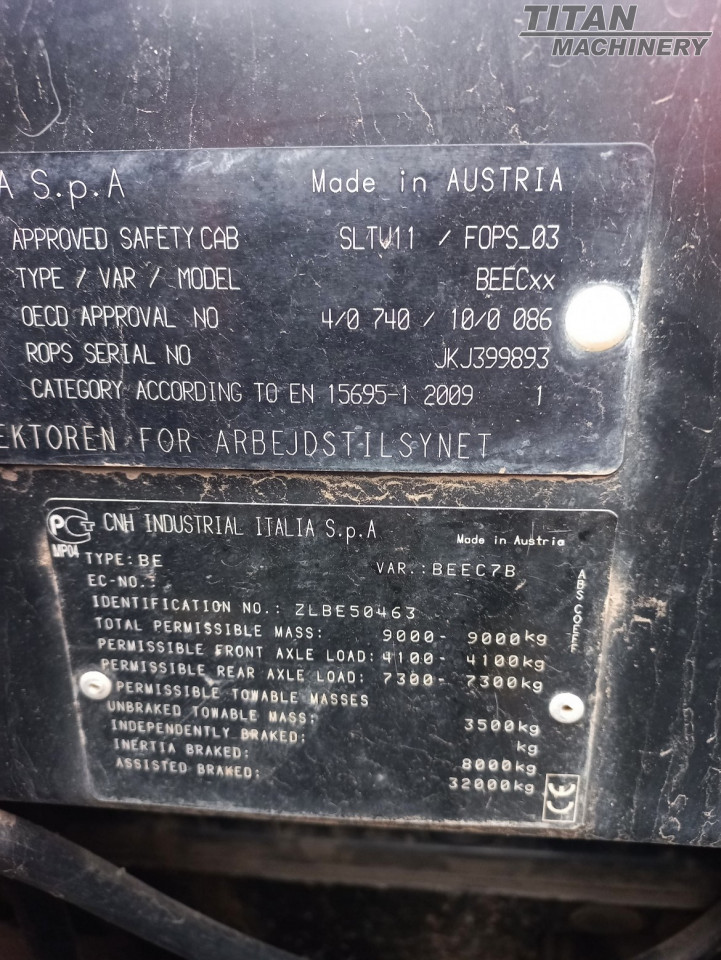 TITAN
MACHINERY
A S.p.A Made in AUSTRIA
APPROVED SAFETY CAB SLTW11 / FOPS_03
TYPE / VAR / MODEL BEECxx
OECD APPROVAL NO 4/0 740 / 10/0 086
ROPS SERIAL NO JKJ399893
CATEGORY ACCORDING TO EN 15695-1 2009 1
EKTOREN FOR ARBEJDSTILSYNET
CNH INDUSTRIAL ITALIA S.p.A Made in Austria
MP04
TYPE: BE VAR.: BEEC7B
EC-NO.:
IDENTIFICATION NO.: ZLBE50463
TOTAL PERMISSIBLE MASS: 9000- 9000kg
PERMISSIBLE FRONT AXLE LOAD: 4100- 4100kg
PERMISSIBLE REAR AXLE LOAD: 7300- 7300kg
PERMISSIBLE TOWABLE MASSES
UNBRAKED TOWABLE MASS: 3500kg
INDEPENDENTLY BRAKED: kg
INERTIA BRAKED: 8000kg
ASSISTED BRAKED: 32000kg
ABS COEFF